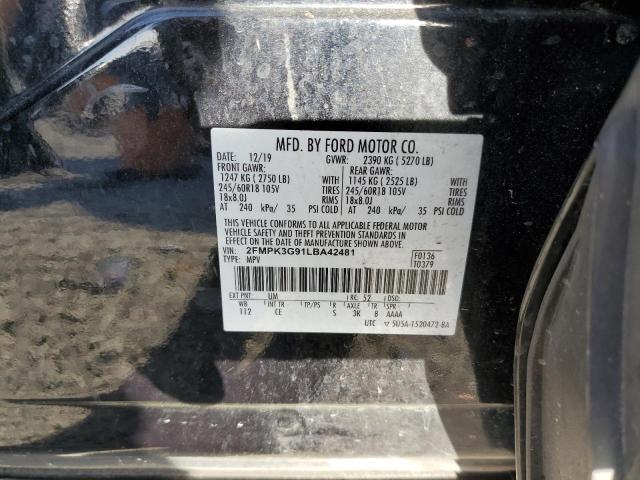 MFD. BY FORD MOTOR CO.
DATE: 12/19 GVWR: 2390 KG ( 5270 LB)
FRONT GAWR: REAR GAWR:
1247 KG ( 2750 LB) WITH 1145 KG ( 2525 LB) WITH
245/60R18 105V TIRES 245/60R18 105V TIRES
18x8.0J RIMS 18x8.0J RIMS
AT 240 kPa/ 35 PSI COLD AT 240 kPa/ 35 PSI COLD
THIS VEHICLE CONFORMS TO ALL APPLICABLE FEDERAL MOTOR
VEHICLE SAFETY AND THEFT PREVENTION STANDARDS IN
EFFECT ON THE DATE OF MANUFACTURE SHOWN ABOVE.
VIN: 2FMPK3G91LBA42481 F0136
TYPE: MPV T0379
EXT PNT: UM RC: 52 DSO:
WB INT TR TP/PS R AXLE TR SPR
112 CE S 3K B AAAA
UTC 5U5A-1520472-BA